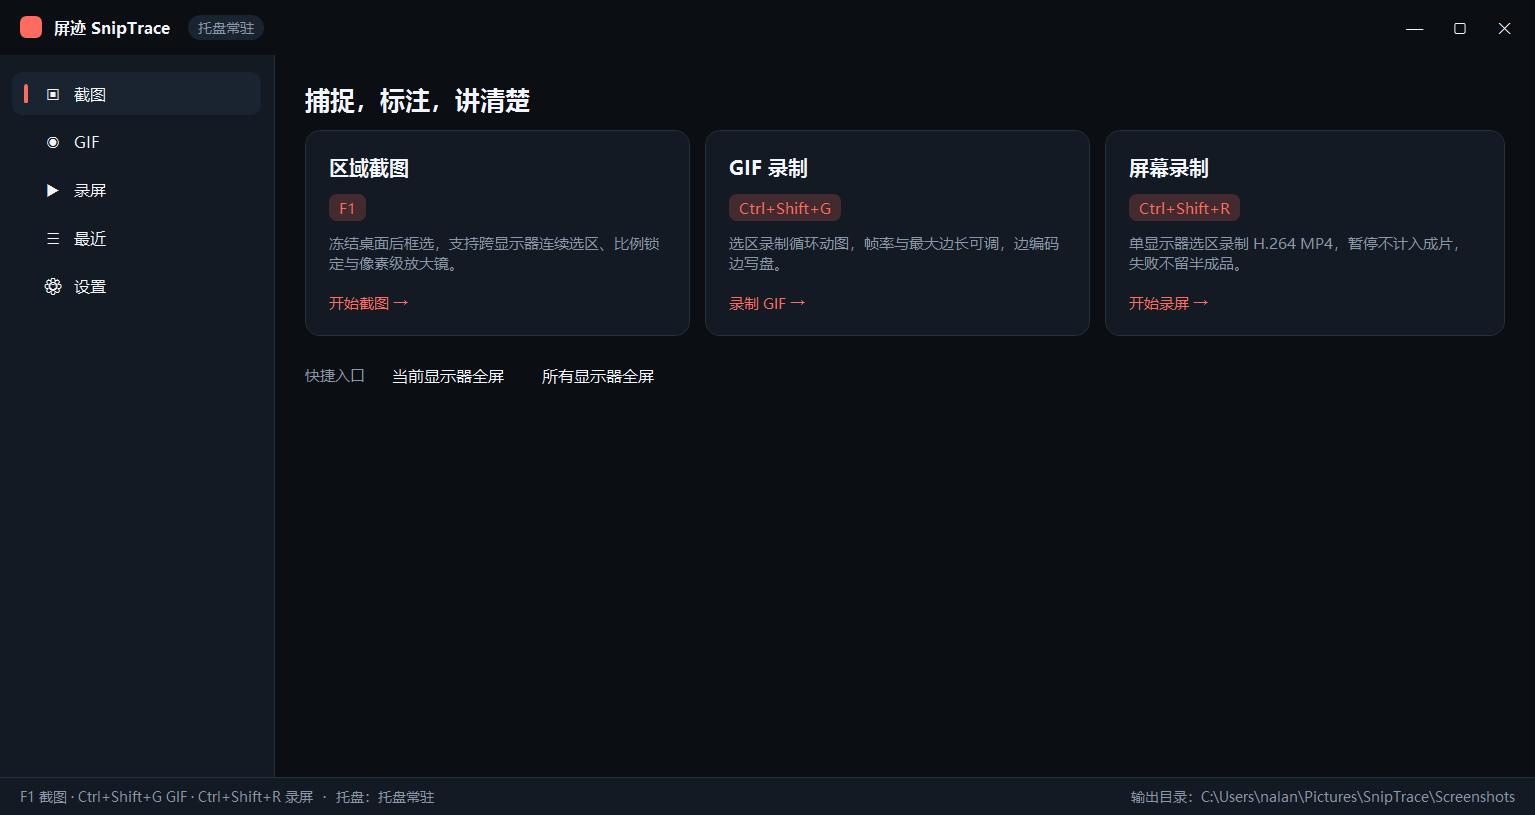 屏迹 SnipTrace
托盘常驻
截图
GIF
录屏
最近
设置
捕捉，标注，讲清楚
区域截图
F1
冻结桌面后框选，支持跨显示器连续选区、比例锁
定与像素级放大镜。
开始截图 →
GIF 录制
Ctrl+Shift+G
选区录制循环动图，帧率与最大边长可调，边编码
边写盘。
录制 GIF →
屏幕录制
Ctrl+Shift+R
单显示器选区录制 H.264 MP4，暂停不计入成片，
失败不留半成品。
开始录屏 →
快捷入口
当前显示器全屏
所有显示器全屏
F1 截图 · Ctrl+Shift+G GIF · Ctrl+Shift+R 录屏 · 托盘：托盘常驻
输出目录：C:\Users\nalan\Pictures\SnipTrace\Screenshots